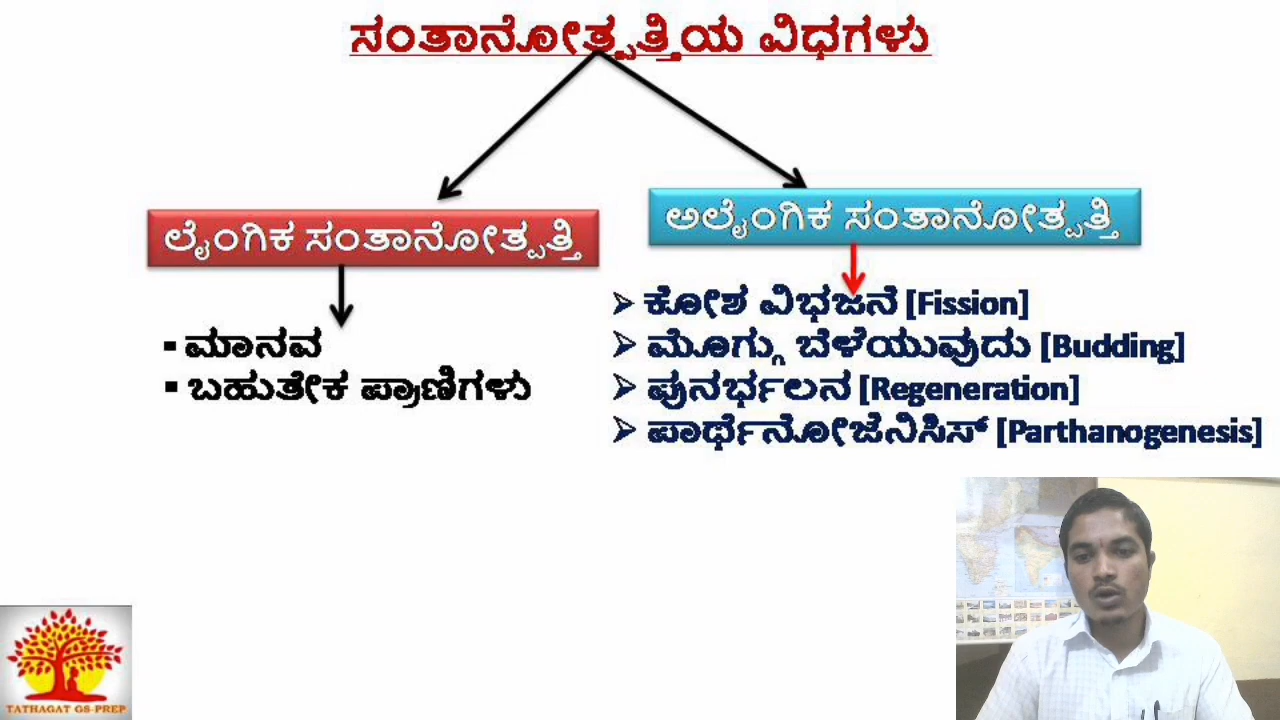 ಸಂತಾನೋತ್ಪತ್ತಿಯ ವಿಧಗಳು
ಲೈಂಗಿಕ ಸಂತಾನೋತ್ಪತ್ತಿ
ಅಲೈಂಗಿಕ ಸಂತಾನೋತ್ಪತ್ತಿ
▪ ಮಾನವ
▪ ಬಹುತೇಕ ಪ್ರಾಣಿಗಳು
➢ ಕೋಶ ವಿಭಜನೆ [Fission]
➢ ಮೊಗ್ಗು ಬೆಳೆಯುವುದು [Budding]
➢ ಪುನರ್ಭಲನ [Regeneration]
➢ ಪಾರ್ಥೆನೋಜೆನಿಸಿಸ್ [Parthanogenesis]
TATHAGAT GS-PREP